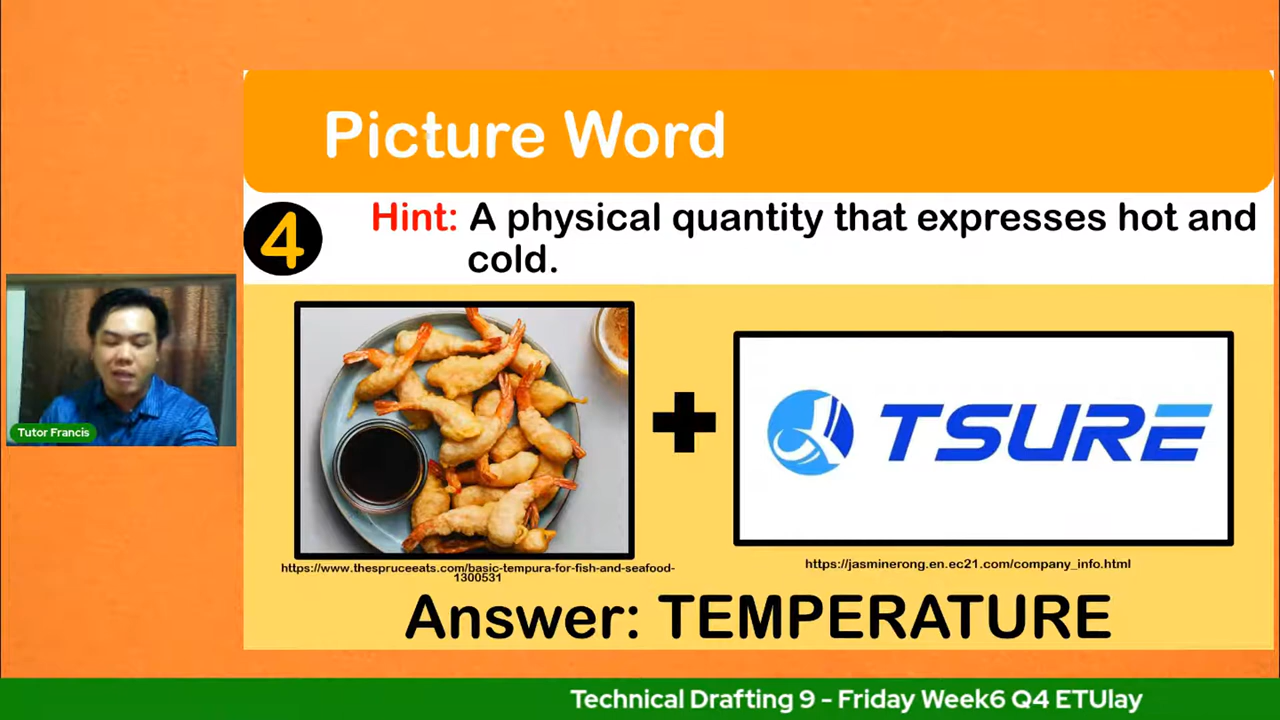 Picture Word
4
Hint: A physical quantity that expresses hot and
cold.
TSURE
Tutor Francis
https://www.thespruceeats.com/basic-tempura-for-fish-and-seafood-
1300531
https://jasminerong.en.ec21.com/company_info.html
Answer: TEMPERATURE
Technical Drafting 9 - Friday Week6 Q4 ETUlay